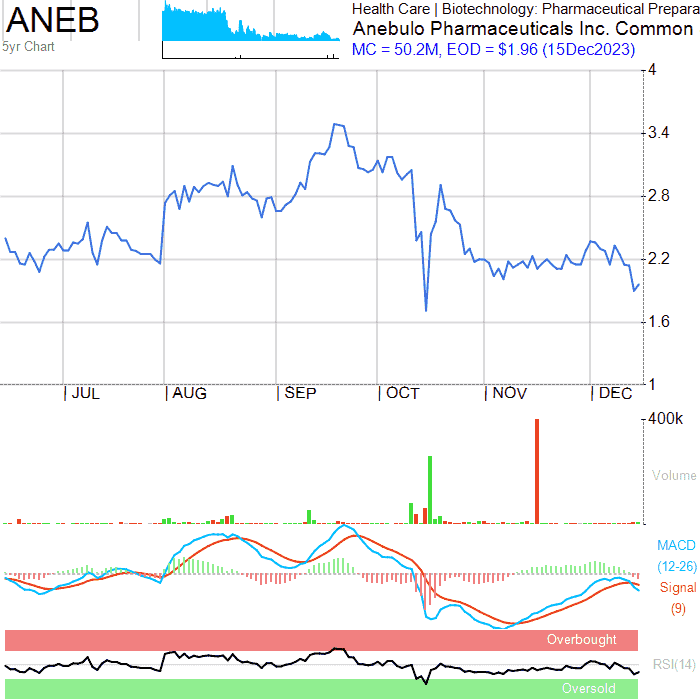 ANEB
5yr Chart
Health Care | Biotechnology: Pharmaceutical Prepara
Anebulo Pharmaceuticals Inc. Common
MC = 50.2M, EOD = $1.96 (15Dec2023)
4
3.4
2.8
2.2
1.6
1
JUL
AUG
SEP
OCT
NOV
DEC
400k
Volume
MACD
(12-26)
Signal
(9)
Overbought
RSI(14)
Oversold